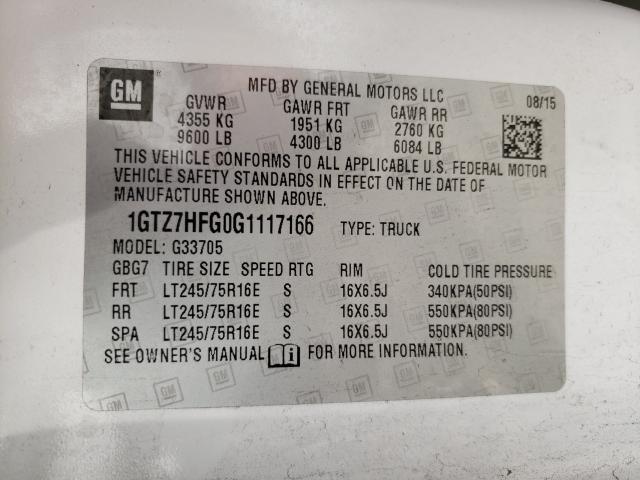 GM
MFD BY GENERAL MOTORS LLC
08/15
GVWR GAWR FRT GAWR RR
4355 KG 1951 KG 2760 KG
9600 LB 4300 LB 6084 LB
THIS VEHICLE CONFORMS TO ALL APPLICABLE U.S. FEDERAL MOTOR
VEHICLE SAFETY STANDARDS IN EFFECT ON THE DATE OF
MANUFACTURE SHOWN ABOVE.
1GTZ7HFG0G1117166 TYPE: TRUCK
MODEL: G33705
GBG7 TIRE SIZE SPEED RTG RIM COLD TIRE PRESSURE
FRT LT245/75R16E S 16X6.5J 340KPA(50PSI)
RR LT245/75R16E S 16X6.5J 550KPA(80PSI)
SPA LT245/75R16E S 16X6.5J 550KPA(80PSI)
SEE OWNER'S MANUAL FOR MORE INFORMATION.